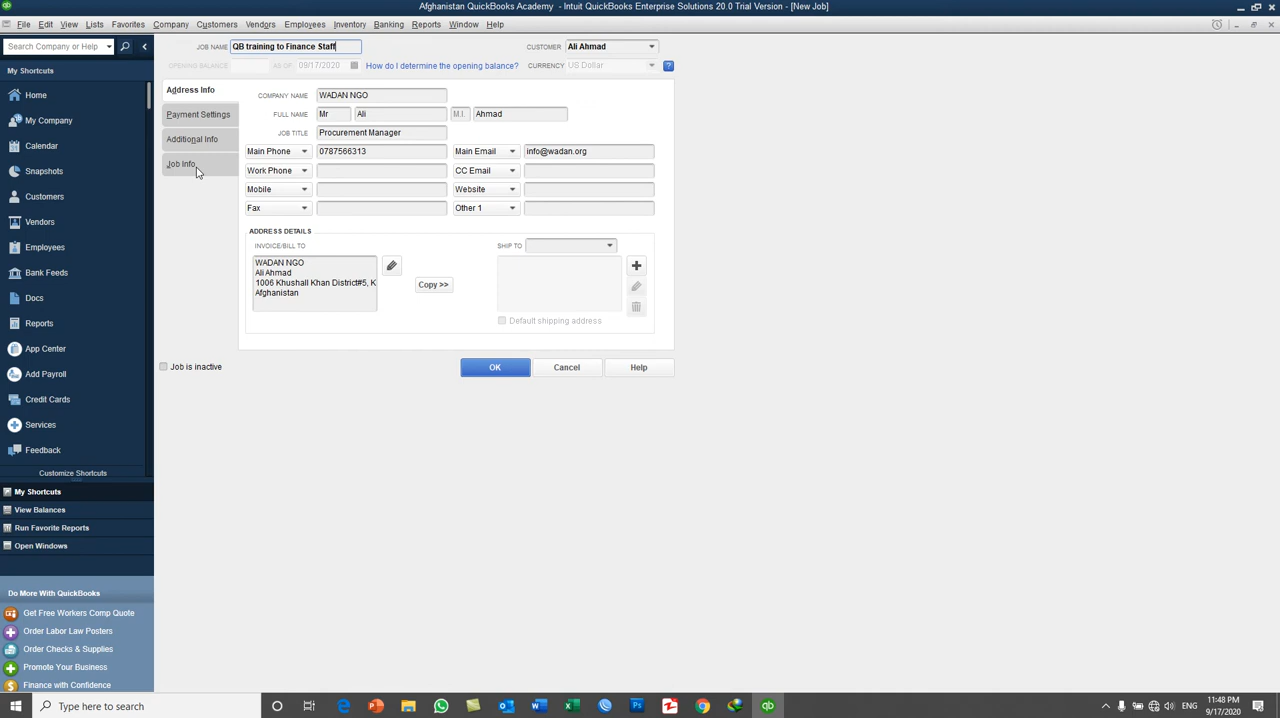 Afghanistan QuickBooks Academy - Intuit QuickBooks Enterprise Solutions 20.0 Trial Version - [New Job]
File Edit View Lists Favorites Company Customers Vendors Employees Inventory Banking Reports Window Help
Search Company or Help
My Shortcuts
Home
My Company
Calendar
Snapshots
Customers
Vendors
Employees
Bank Feeds
Docs
Reports
App Center
Add Payroll
Credit Cards
Services
Feedback
Customize Shortcuts
My Shortcuts
View Balances
Run Favorite Reports
Open Windows
Do More With QuickBooks
Get Free Workers Comp Quote
Order Labor Law Posters
Order Checks & Supplies
Promote Your Business
Finance with Confidence
JOB NAME QB training to Finance Staff
CUSTOMER Ali Ahmad
OPENING BALANCE AS OF 09/17/2020 How do I determine the opening balance? CURRENCY US Dollar ?
Address Info
Payment Settings
Additional Info
Job Info
COMPANY NAME WADAN NGO
FULL NAME Mr Ali M.I. Ahmad
JOB TITLE Procurement Manager
Main Phone 0787566313 Main Email info@wadan.org
Work Phone CC Email
Mobile Website
Fax Other 1
ADDRESS DETAILS
INVOICE/BILL TO SHIP TO
WADAN NGO
Ali Ahmad
1006 Khushall Khan District#5, K
Afghanistan
Copy >>
Default shipping address
Job is inactive
OK Cancel Help
Type here to search
qb
ENG
11:48 PM
9/17/2020